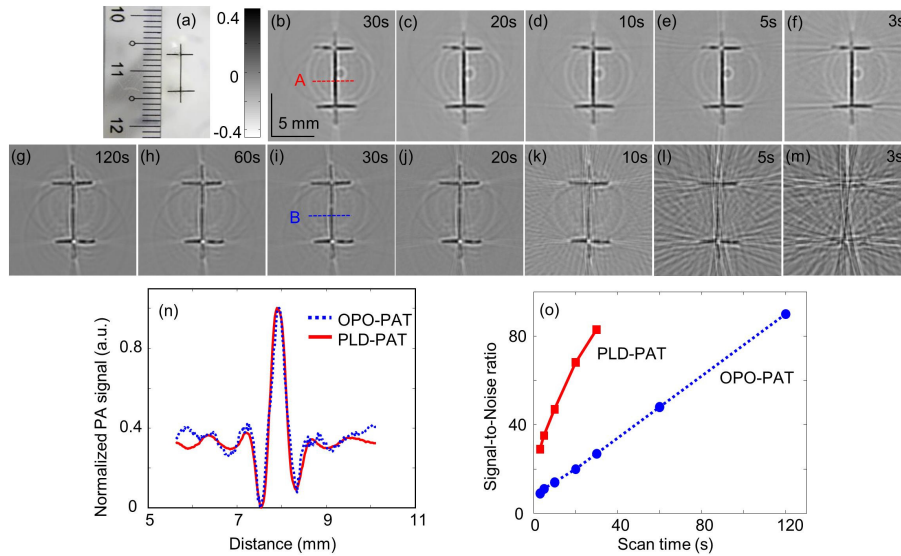 (a)
10
11
12
0.4
0
-0.4
(b) 30s
A
5 mm
(c) 20s
(d) 10s
(e) 5s
(f) 3s
(g) 120s
(h) 60s
(i) 30s
B
(j) 20s
(k) 10s
(l) 5s
(m) 3s
(n)
OPO-PAT
PLD-PAT
Normalized PA signal (a.u.)
0.8
0.4
0
5 7 9 11
Distance (mm)
(o)
PLD-PAT
OPO-PAT
Signal-to-Noise ratio
80
40
0
0 40 80 120
Scan time (s)